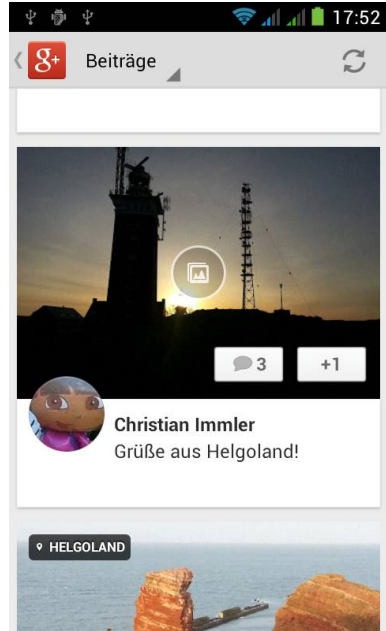 17:52
g+
Beiträge
3
+1
Christian Immler
Grüße aus Helgoland!
HELGOLAND